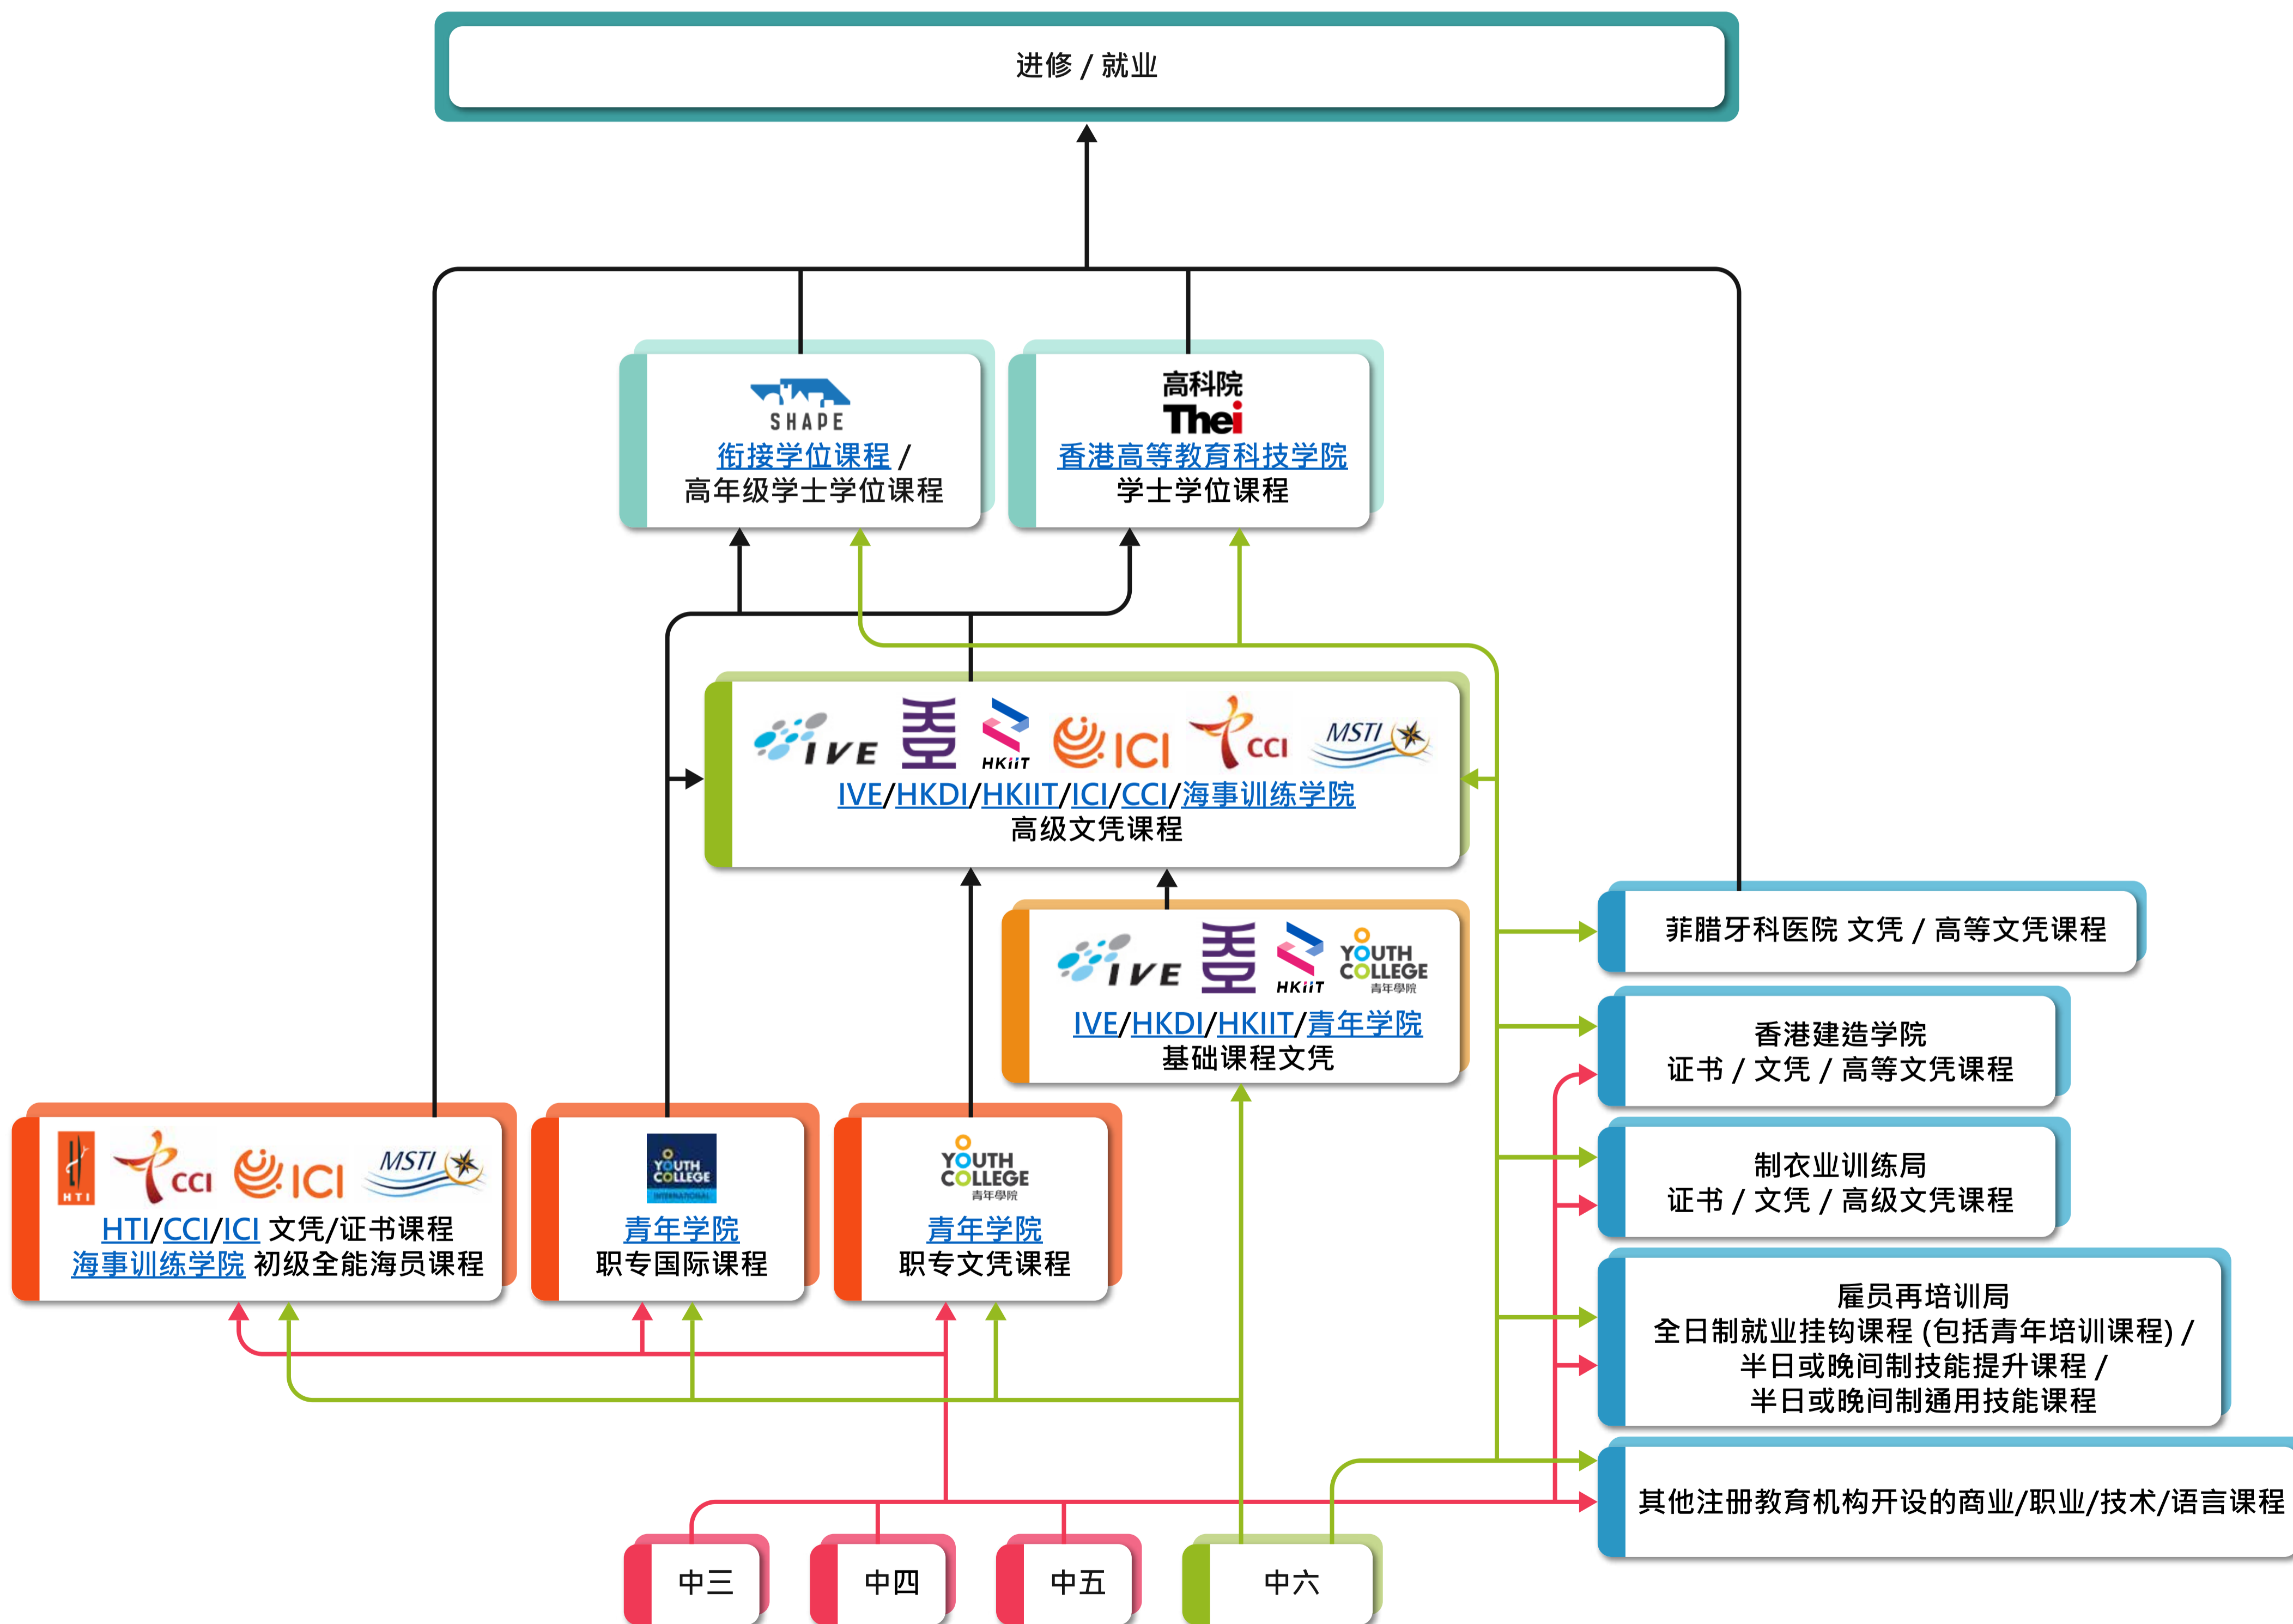 进修 / 就业
SHAPE
衔接学位课程 /
高年级学士学位课程
高科院
Thei
香港高等教育科技学院
学士学位课程
IVE
HKiiT
ICI
CCI
MSTI
IVE/HKDI/HKIIT/ICI/CCI/海事训练学院
高级文凭课程
IVE
HKiiT
YOUTH
COLLEGE
青年學院
IVE/HKDI/HKIIT/青年学院
基础课程文凭
菲腊牙科医院 文凭 / 高等文凭课程
香港建造学院
证书 / 文凭 / 高等文凭课程
制衣业训练局
证书 / 文凭 / 高级文凭课程
雇员再培训局
全日制就业挂钩课程 (包括青年培训课程) /
半日或晚间制技能提升课程 /
半日或晚间制通用技能课程
其他注册教育机构开设的商业/职业/技术/语言课程
HTI
CCI
ICI
MSTI
HTI/CCI/ICI 文凭/证书课程
海事训练学院 初级全能海员课程
YOUTH
COLLEGE
INTERNATIONAL
青年学院
职专国际课程
YOUTH
COLLEGE
青年學院
青年学院
职专文凭课程
中三
中四
中五
中六